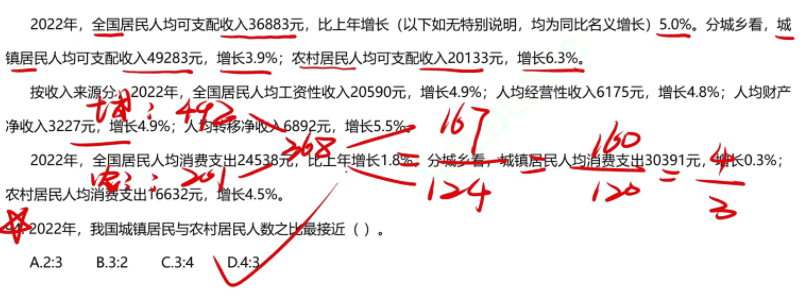 2022年，全国居民人均可支配收入36883元，比上年增长（以下如无特别说明，均为同比名义增长）5.0%。分城乡看，城
镇居民人均可支配收入49283元，增长3.9%；农村居民人均可支配收入20133元，增长6.3%。
按收入来源分，2022年，全国居民人均工资性收入20590元，增长4.9%；人均经营性收入6175元，增长4.8%；人均财产
城：492
净收入3227元，增长4.9%；人均转移净收入6892元，增长5.5%。
368 = 167/124 = 160/120 = 4/3
2022年，全国居民人均消费支出24538元，比上年增长1.8%。分城乡看，城镇居民人均消费支出30391元，增长0.3%；
农：201
农村居民人均消费支出16632元，增长4.5%。
2022年，我国城镇居民与农村居民人数之比最接近（ ）。
A.2:3 B.3:2 C.3:4 D.4:3